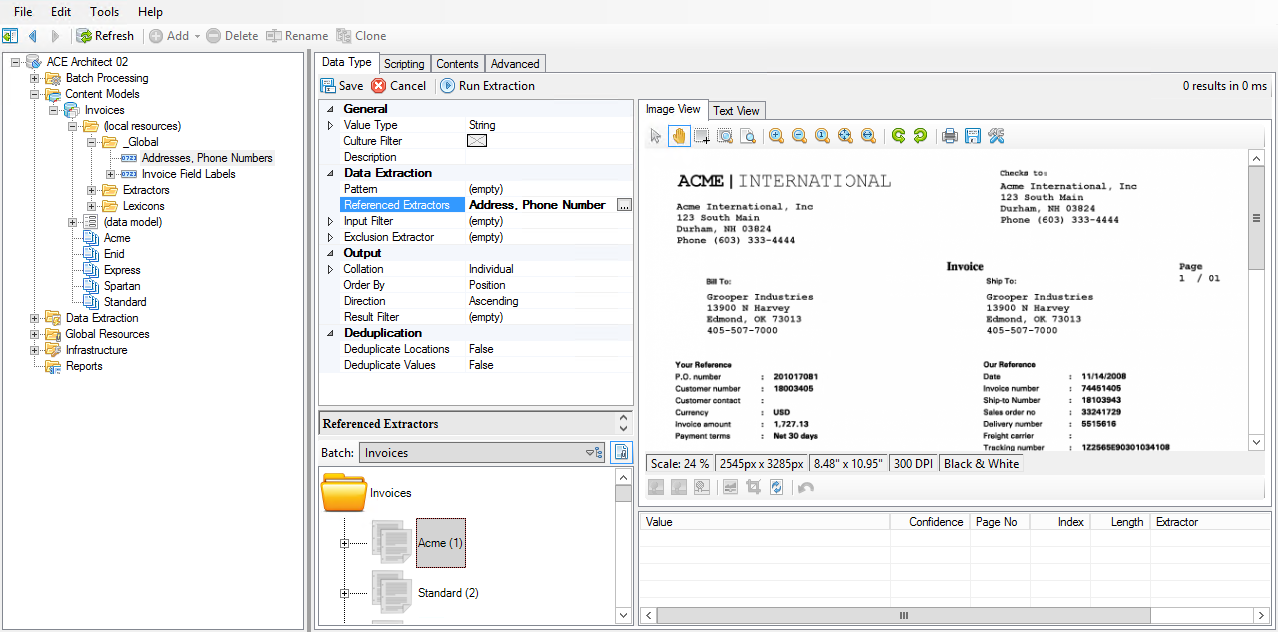 File Edit Tools Help
Refresh Add Delete Rename Clone
ACE Architect 02
Batch Processing
Content Models
Invoices
(local resources)
_Global
Addresses, Phone Numbers
Invoice Field Labels
Extractors
Lexicons
(data model)
Acme
Enid
Express
Spartan
Standard
Data Extraction
Global Resources
Infrastructure
Reports
Data Type Scripting Contents Advanced
Save Cancel Run Extraction 0 results in 0 ms
General
Value Type String
Culture Filter
Description
Data Extraction
Pattern (empty)
Referenced Extractors Address, Phone Number ...
Input Filter (empty)
Exclusion Extractor (empty)
Output
Collation Individual
Order By Position
Direction Ascending
Result Filter (empty)
Deduplication
Deduplicate Locations False
Deduplicate Values False
Referenced Extractors
Batch: Invoices
Invoices
Acme (1)
Standard (2)
Image View Text View
ACME | INTERNATIONAL
Acme International, Inc
123 South Main
Durham, NH 03824
Phone (603) 333-4444
Checks to:
Acme International, Inc
123 South Main
Durham, NH 03824
Phone (603) 333-4444
Invoice
Page
1 / 01
Bill To:
Grooper Industries
13900 N Harvey
Edmond, OK 73013
405-507-7000
Ship To:
Grooper Industries
13900 N Harvey
Edmond, OK 73013
405-507-7000
Your Reference
P.O. number : 201017081
Customer number : 18003405
Customer contact :
Currency : USD
Invoice amount : 1,727.13
Payment terms : Net 30 days
Our Reference
Date : 11/14/2008
Invoice number : 74451405
Ship-to Number : 18103943
Sales order no : 33241729
Delivery number : 5515616
Freight carrier :
Tracking number : 1Z2565E90301034108
Scale: 24 % 2545px x 3285px 8.48" x 10.95" 300 DPI Black & White
Value Confidence Page No Index Length Extractor